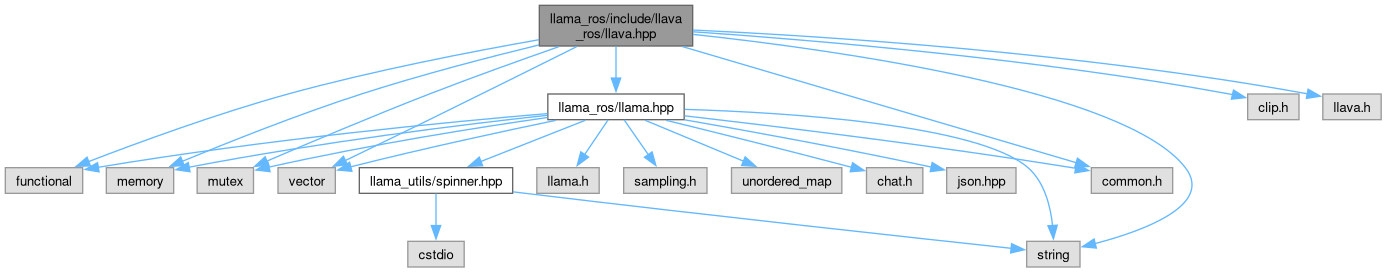 llama_ros/include/llava
_ros/llava.hpp
llama_ros/llama.hpp
clip.h
llava.h
functional
memory
mutex
vector
llama_utils/spinner.hpp
llama.h
sampling.h
unordered_map
chat.h
json.hpp
common.h
cstdio
string